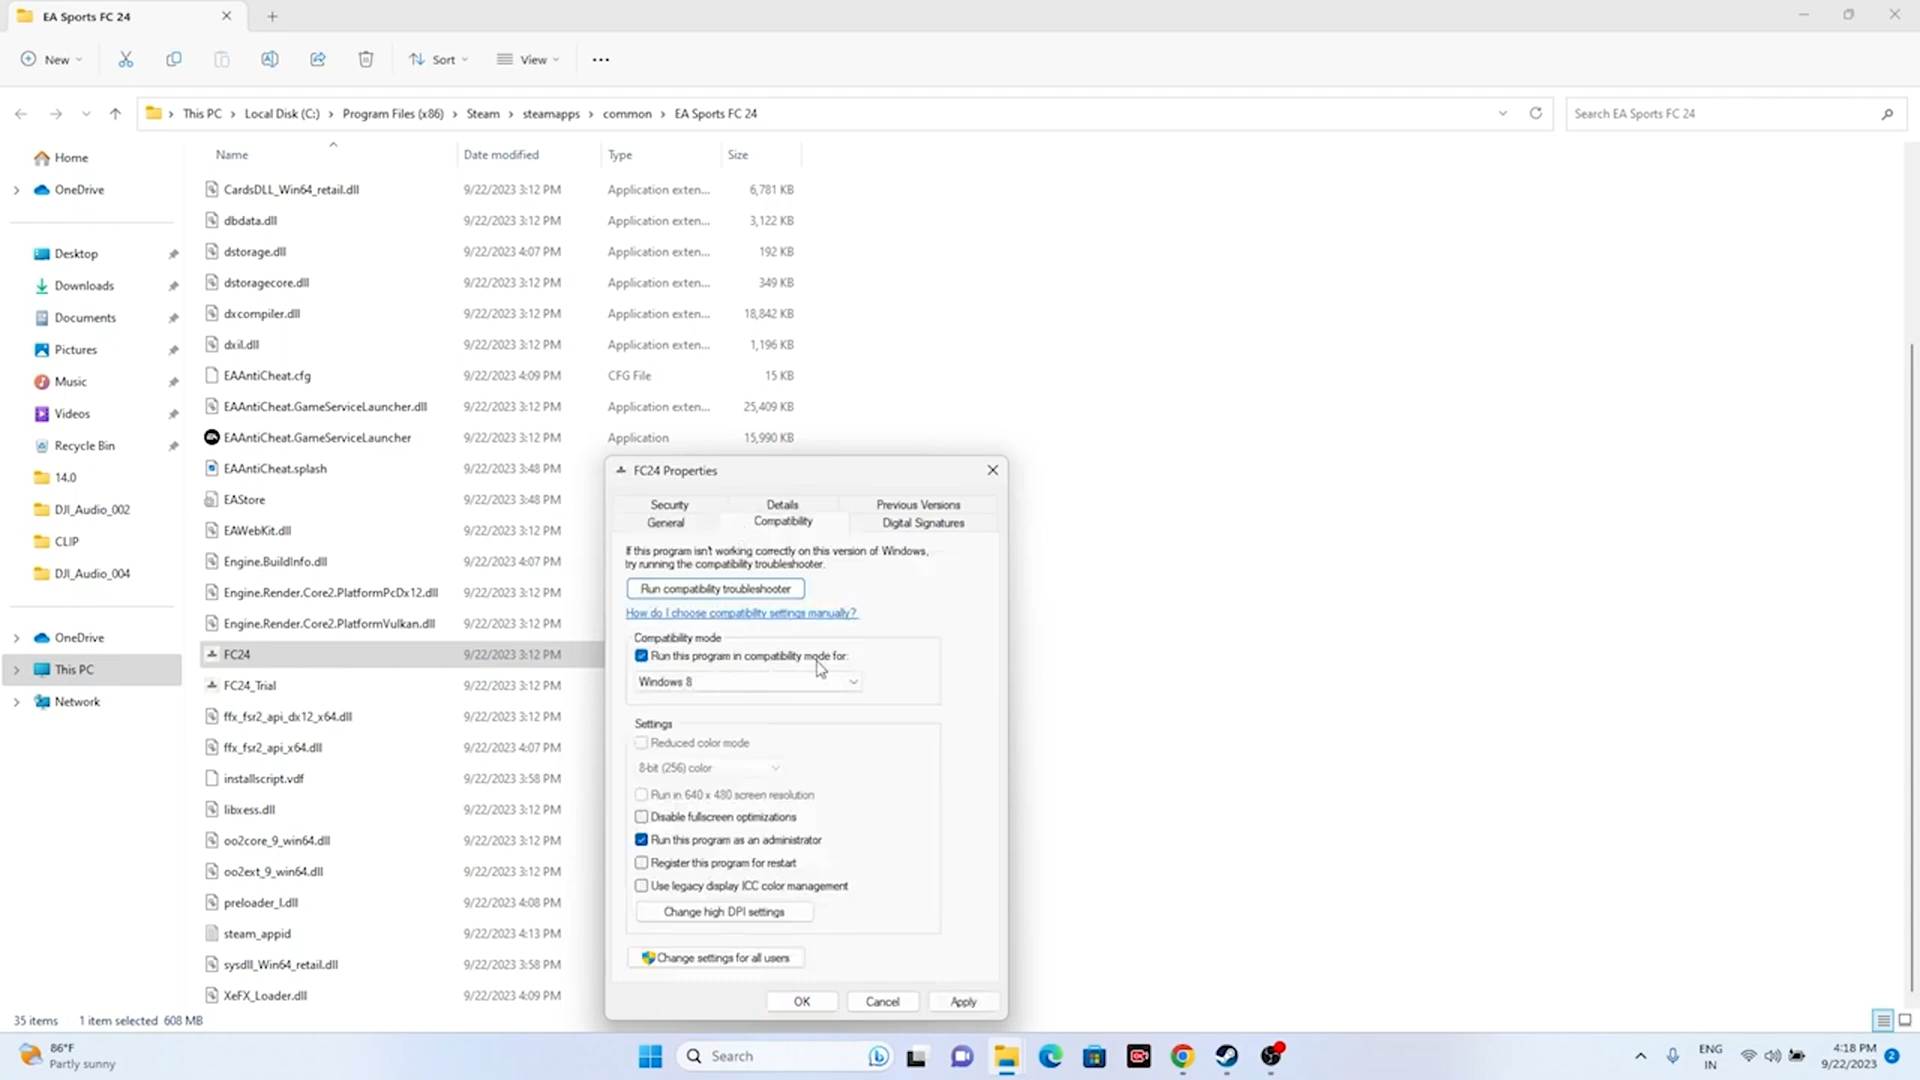 EA Sports FC 24
New
Sort
View
This PC
Local Disk (C:)
Program Files (x86)
Steam
steamapps
common
EA Sports FC 24
Search EA Sports FC 24
Home
OneDrive
Desktop
Downloads
Documents
Pictures
Music
Videos
Recycle Bin
14.0
DJI_Audio_002
CLIP
DJI_Audio_004
OneDrive
This PC
Network
Name Date modified Type Size
CardsDLL_Win64_retail.dll 9/22/2023 3:12 PM Application exten... 6,781 KB
dbdata.dll 9/22/2023 3:12 PM Application exten... 3,122 KB
dstorage.dll 9/22/2023 4:07 PM Application exten... 192 KB
dstoragecore.dll 9/22/2023 3:12 PM Application exten... 349 KB
dxcompiler.dll 9/22/2023 3:12 PM Application exten... 18,842 KB
dxil.dll 9/22/2023 3:12 PM Application exten... 1,196 KB
EAAntiCheat.cfg 9/22/2023 4:09 PM CFG File 15 KB
EAAntiCheat.GameServiceLauncher.dll 9/22/2023 3:12 PM Application exten... 25,409 KB
EAAntiCheat.GameServiceLauncher 9/22/2023 3:12 PM Application 15,990 KB
EAAntiCheat.splash 9/22/2023 3:48 PM
EAStore 9/22/2023 3:48 PM
EAWebKit.dll 9/22/2023 3:12 PM
Engine.BuildInfo.dll 9/22/2023 4:07 PM
Engine.Render.Core2.PlatformPcDx12.dll 9/22/2023 3:12 PM
Engine.Render.Core2.PlatformVulkan.dll 9/22/2023 3:12 PM
FC24 9/22/2023 3:12 PM
FC24_Trial 9/22/2023 3:12 PM
ffx_fsr2_api_dx12_x64.dll 9/22/2023 3:12 PM
ffx_fsr2_api_x64.dll 9/22/2023 4:07 PM
installscript.vdf 9/22/2023 3:58 PM
libxess.dll 9/22/2023 3:12 PM
oo2core_9_win64.dll 9/22/2023 3:12 PM
oo2ext_9_win64.dll 9/22/2023 3:12 PM
preloader_l.dll 9/22/2023 4:08 PM
steam_appid 9/22/2023 4:13 PM
sysdll_Win64_retail.dll 9/22/2023 3:58 PM
XeFX_Loader.dll 9/22/2023 4:09 PM
FC24 Properties
Security Details Previous Versions
General Compatibility Digital Signatures
If this program isn't working correctly on this version of Windows,
try running the compatibility troubleshooter.
Run compatibility troubleshooter
How do I choose compatibility settings manually?
Compatibility mode
Run this program in compatibility mode for:
Windows 8
Settings
Reduced color mode
8-bit (256) color
Run in 640 x 480 screen resolution
Disable fullscreen optimizations
Run this program as an administrator
Register this program for restart
Use legacy display ICC color management
Change high DPI settings
Change settings for all users
OK Cancel Apply
35 items 1 item selected 608 MB
86°F
Partly sunny
Search
ENG
IN
4:18 PM
9/22/2023
2